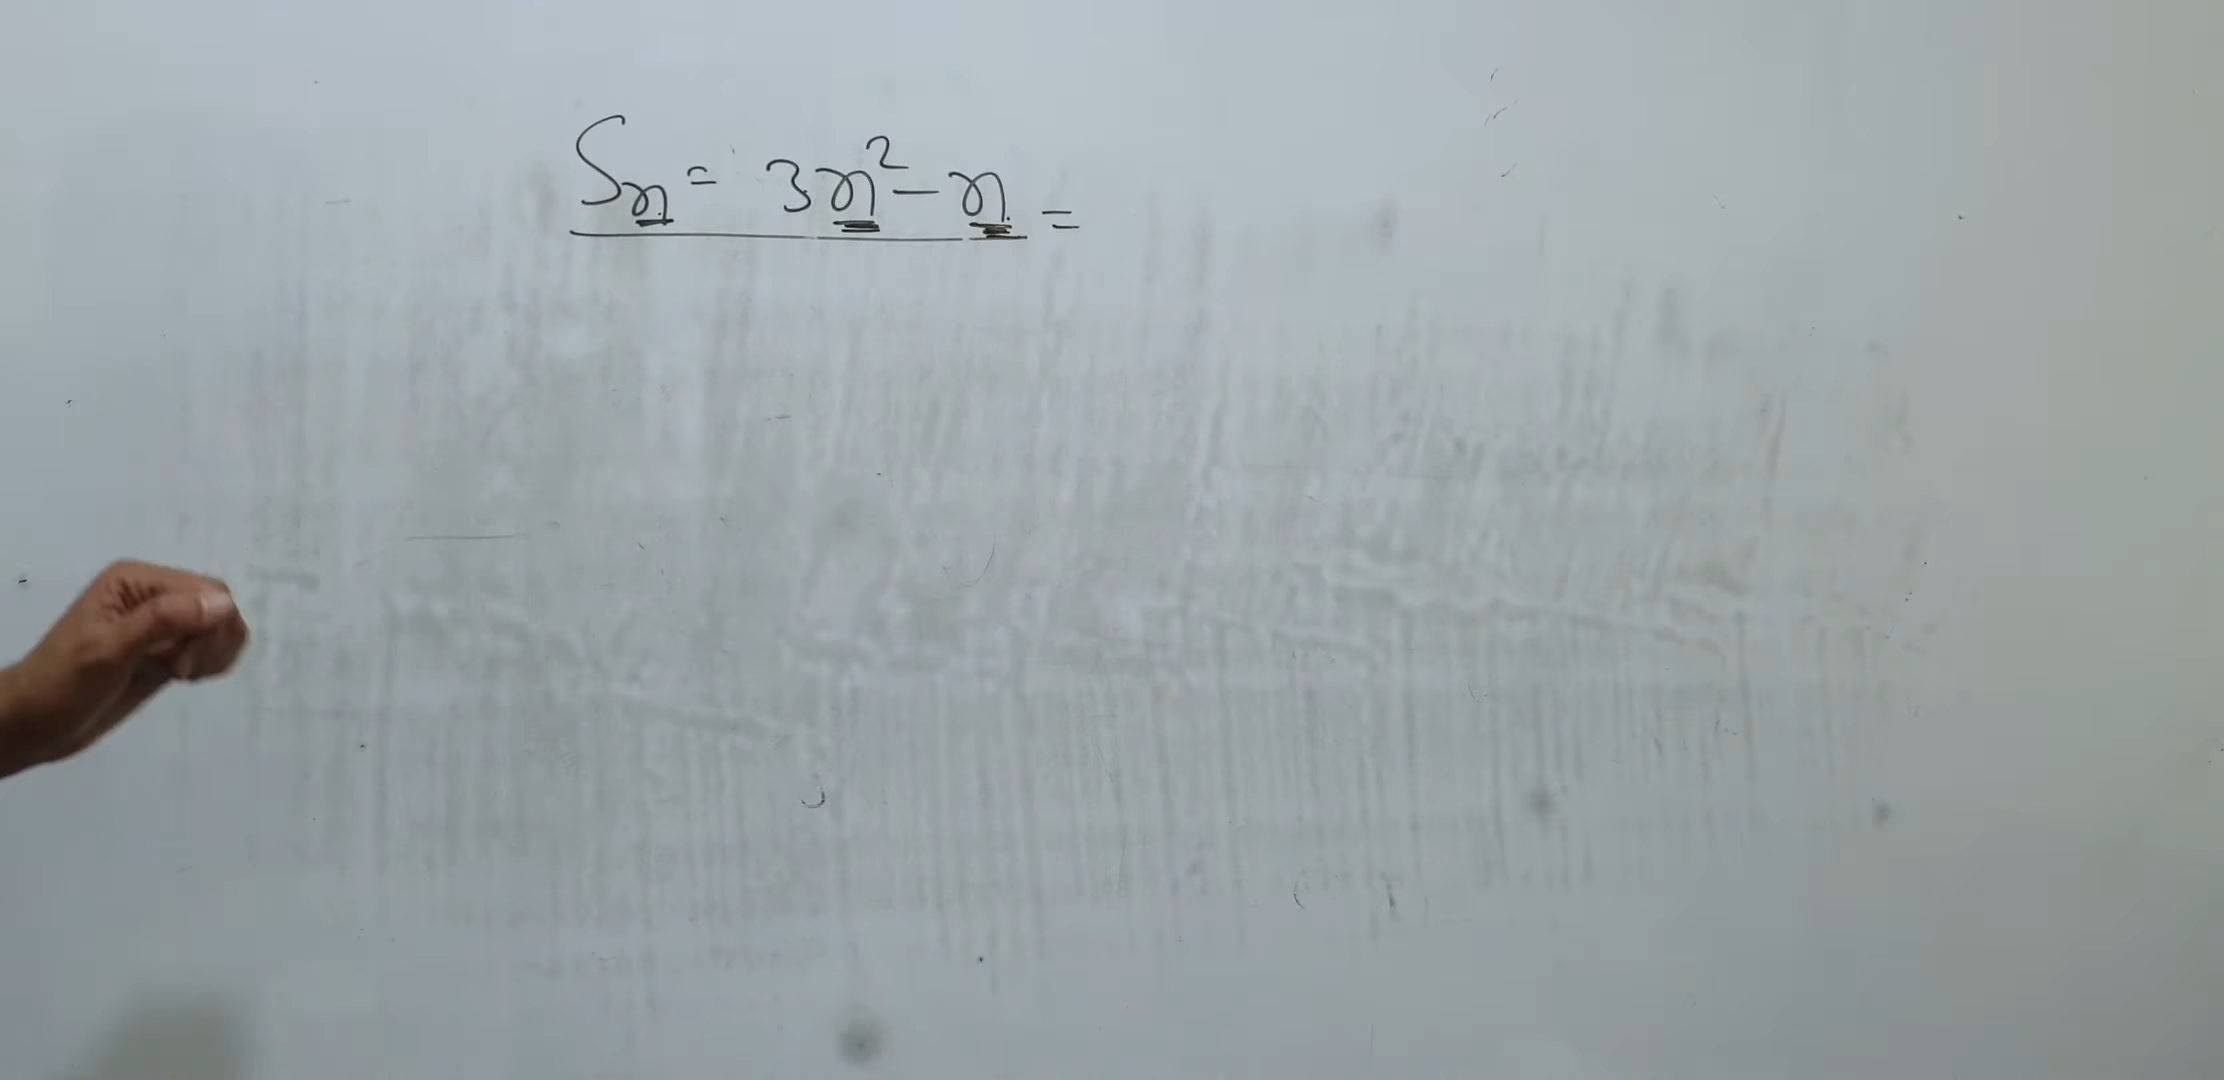 Sn = 3n² - n =